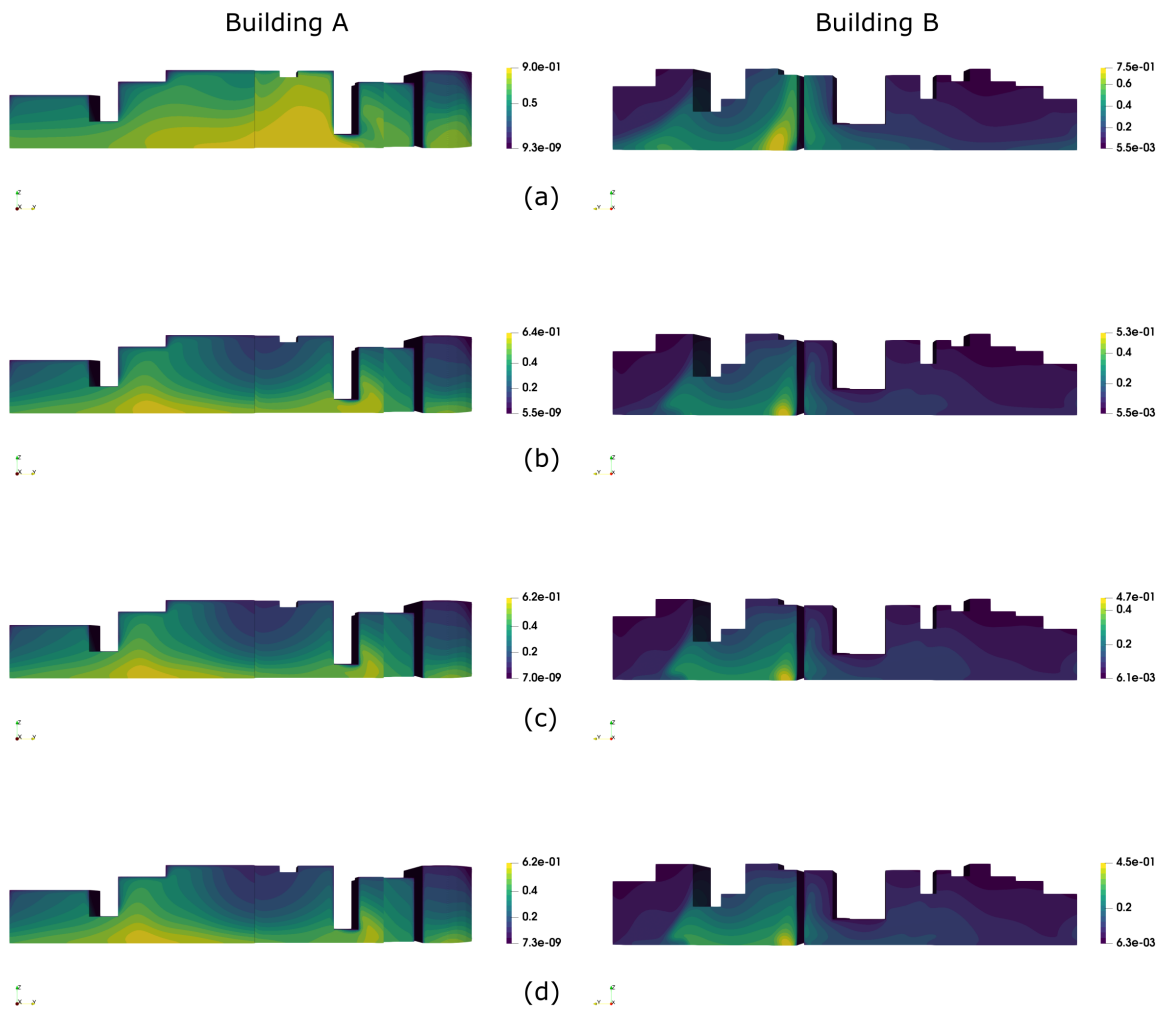 Building A Building B
9.0e-01
0.5
9.3e-09
7.5e-01
0.6
0.4
0.2
5.5e-03
Z
X Y
(a)
Y Z
X
6.4e-01
0.4
0.2
5.5e-09
5.3e-01
0.4
0.2
5.5e-03
Z
X Y
(b)
Y Z
X
6.2e-01
0.4
0.2
7.0e-09
4.7e-01
0.4
0.2
6.1e-03
Z
X Y
(c)
Y Z
X
6.2e-01
0.4
0.2
7.3e-09
4.5e-01
0.2
6.3e-03
Z
X Y
(d)
Y Z
X